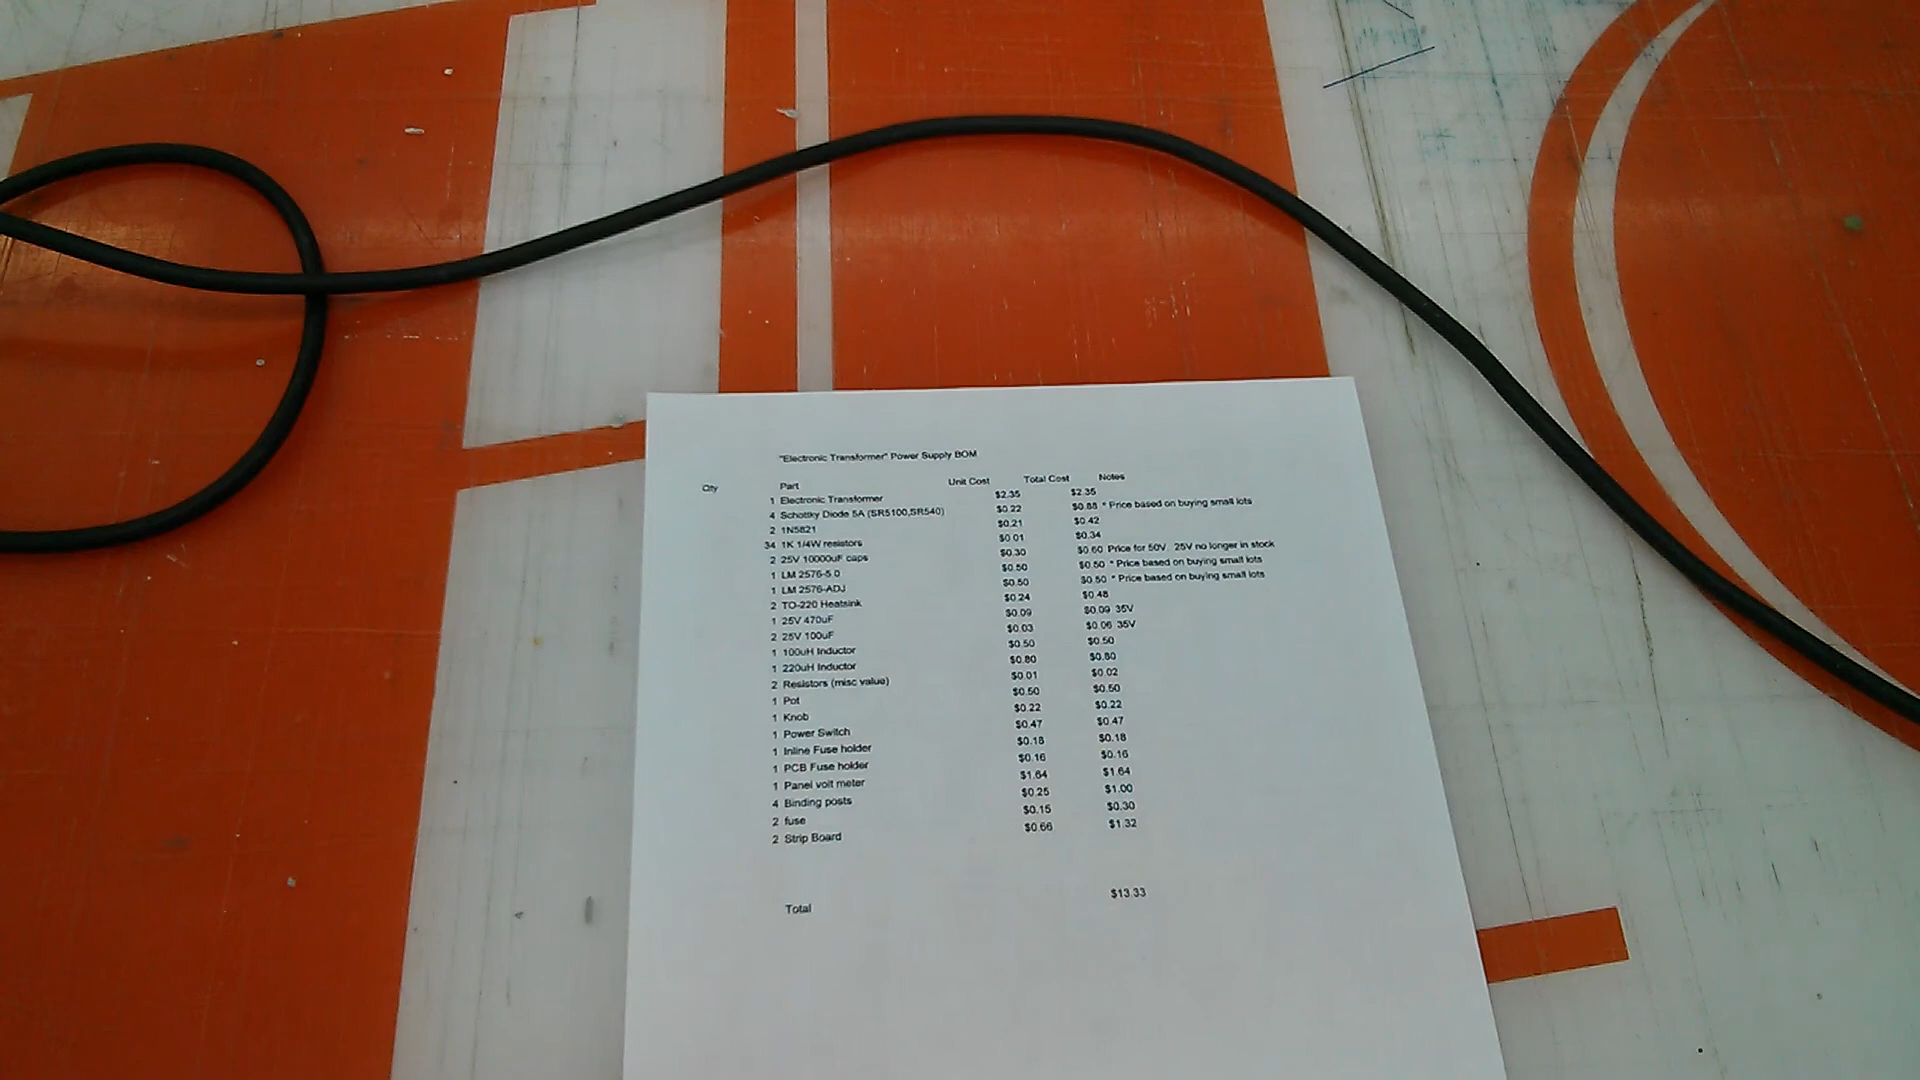 "Electronic Transformer" Power Supply BOM
Qty Part Unit Cost Total Cost Notes
1 Electronic Transformer $2.35 $2.35
4 Schottky Diode 5A (SR5100,SR540) $0.22 $0.88 * Price based on buying small lots
2 1N5821 $0.21 $0.42
34 1K 1/4W resistors $0.01 $0.34
2 25V 10000uF caps $0.30 $0.60 Price for 50V. 25V no longer in stock
1 LM 2576-5.0 $0.50 $0.50 * Price based on buying small lots
1 LM 2576-ADJ $0.50 $0.50 * Price based on buying small lots
2 TO-220 Heatsink $0.24 $0.48
1 25V 470uF $0.09 $0.09 35V
2 25V 100uF $0.03 $0.06 35V
1 100uH Inductor $0.50 $0.50
1 220uH Inductor $0.80 $0.80
2 Resistors (misc value) $0.01 $0.02
1 Pot $0.50 $0.50
1 Knob $0.22 $0.22
1 Power Switch $0.47 $0.47
1 Inline Fuse holder $0.18 $0.18
1 PCB Fuse holder $0.16 $0.16
1 Panel volt meter $1.64 $1.64
4 Binding posts $0.25 $1.00
2 fuse $0.15 $0.30
2 Strip Board $0.66 $1.32
Total $13.33